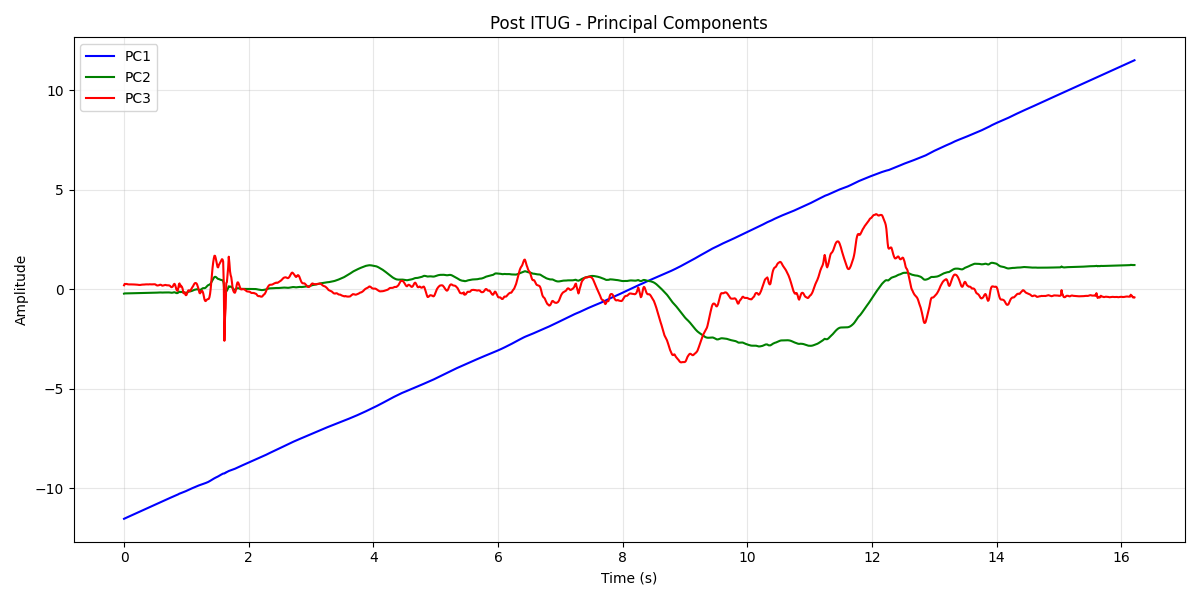 Post ITUG - Principal Components
PC1
PC2
PC3
Amplitude
10
5
0
−5
−10
0 2 4 6 8 10 12 14 16
Time (s)